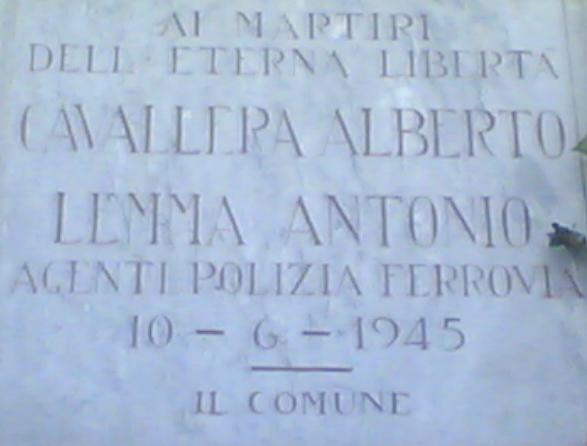 AI MARTIRI
DELL ETERNA LIBERTA
CAVALLERA ALBERTO
LEMMA ANTONIO
AGENTI POLIZIA FERROVIA
10 - 6 - 1945
IL COMUNE